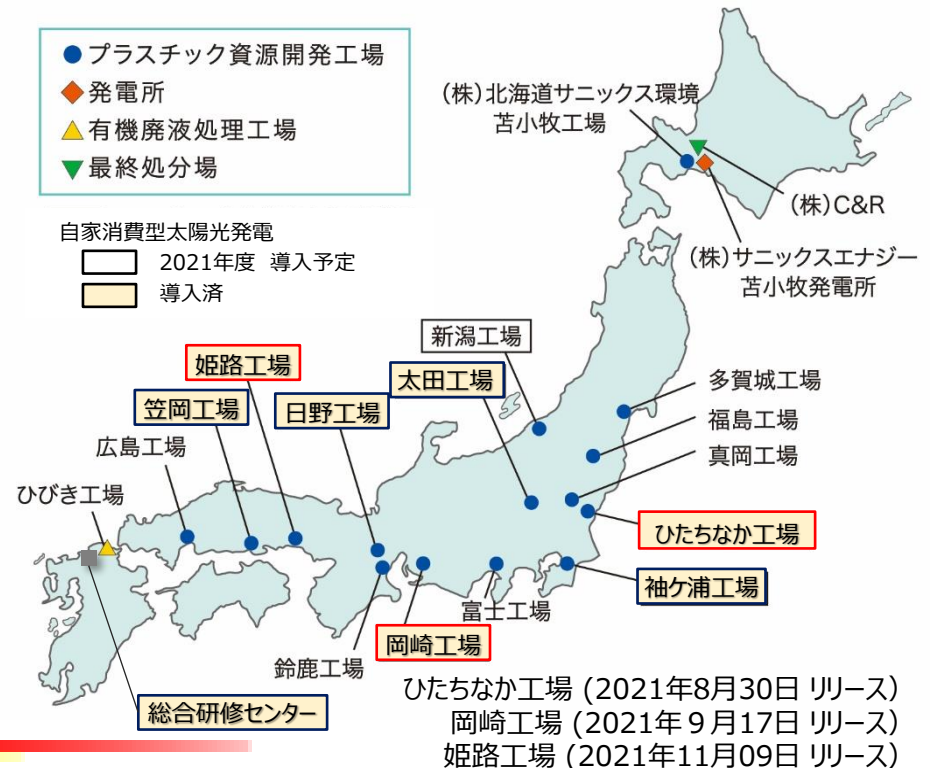 プラスチック資源開発工場
発電所
有機廃液処理工場
最終処分場
自家消費型太陽光発電
2021年度 導入予定
導入済
(株)北海道サニックス環境
苫小牧工場
(株)C&R
(株)サニックスエナジー
苫小牧発電所
新潟工場
姫路工場
太田工場
笠岡工場
日野工場
多賀城工場
広島工場
福島工場
真岡工場
ひびき工場
ひたちなか工場
袖ケ浦工場
富士工場
岡崎工場
鈴鹿工場
総合研修センター
ひたちなか工場 (2021年8月30日 リリース)
岡崎工場 (2021年９月17日 リリース)
姫路工場 (2021年11月09日 リリース)